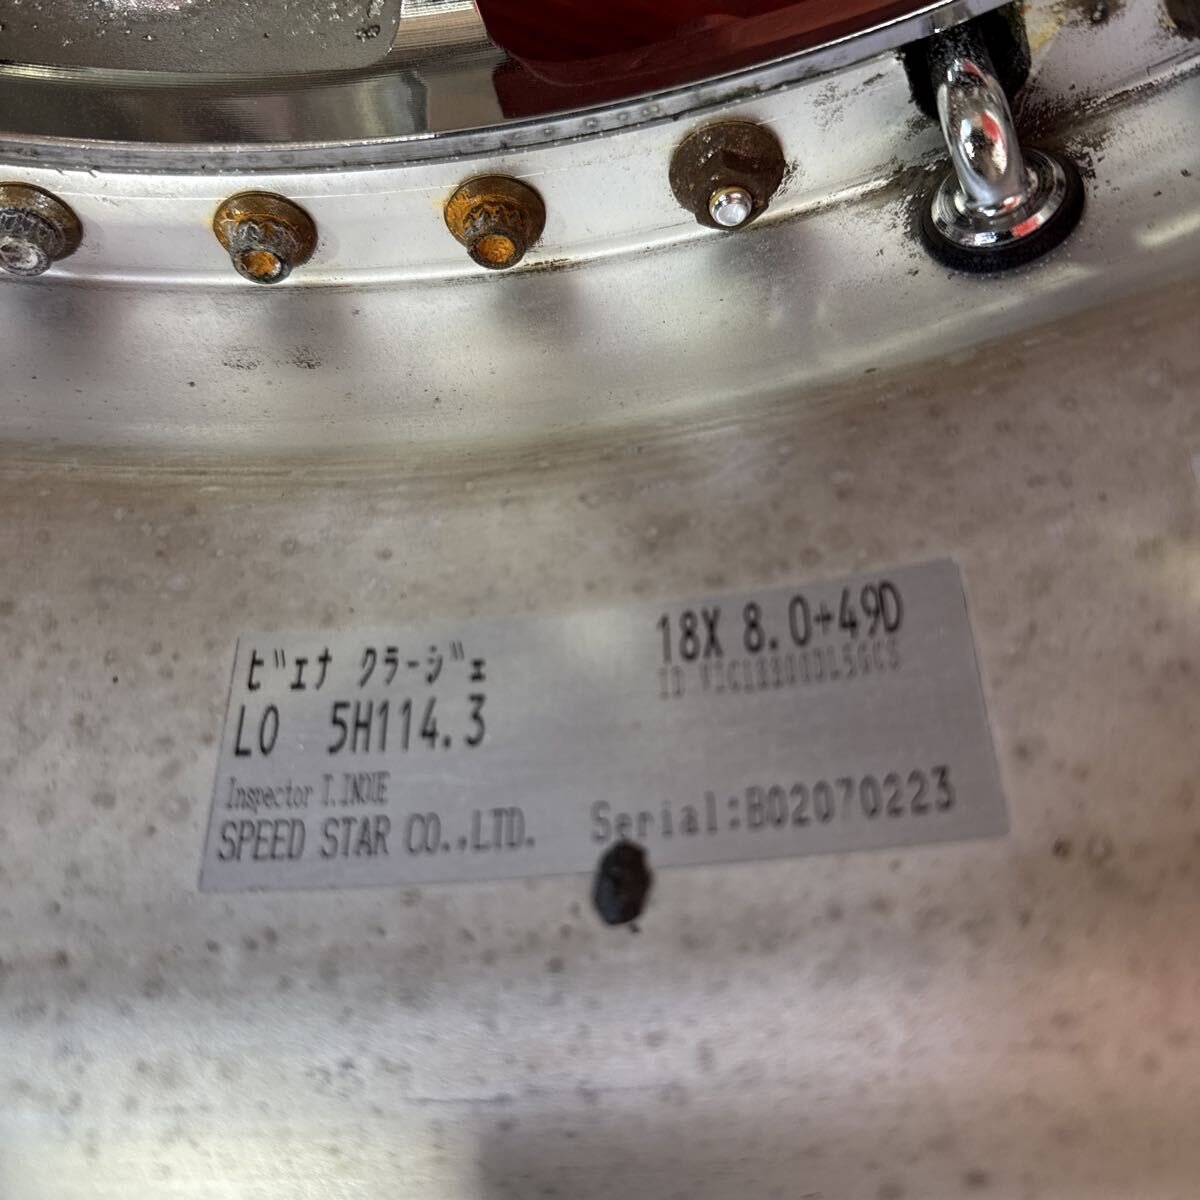 ビェナ クラージェ
18X 8.0+49D
LO 5H114.3
Inspector I.INOUE
SPEED STAR CO.,LTD.
Serial:B02070223